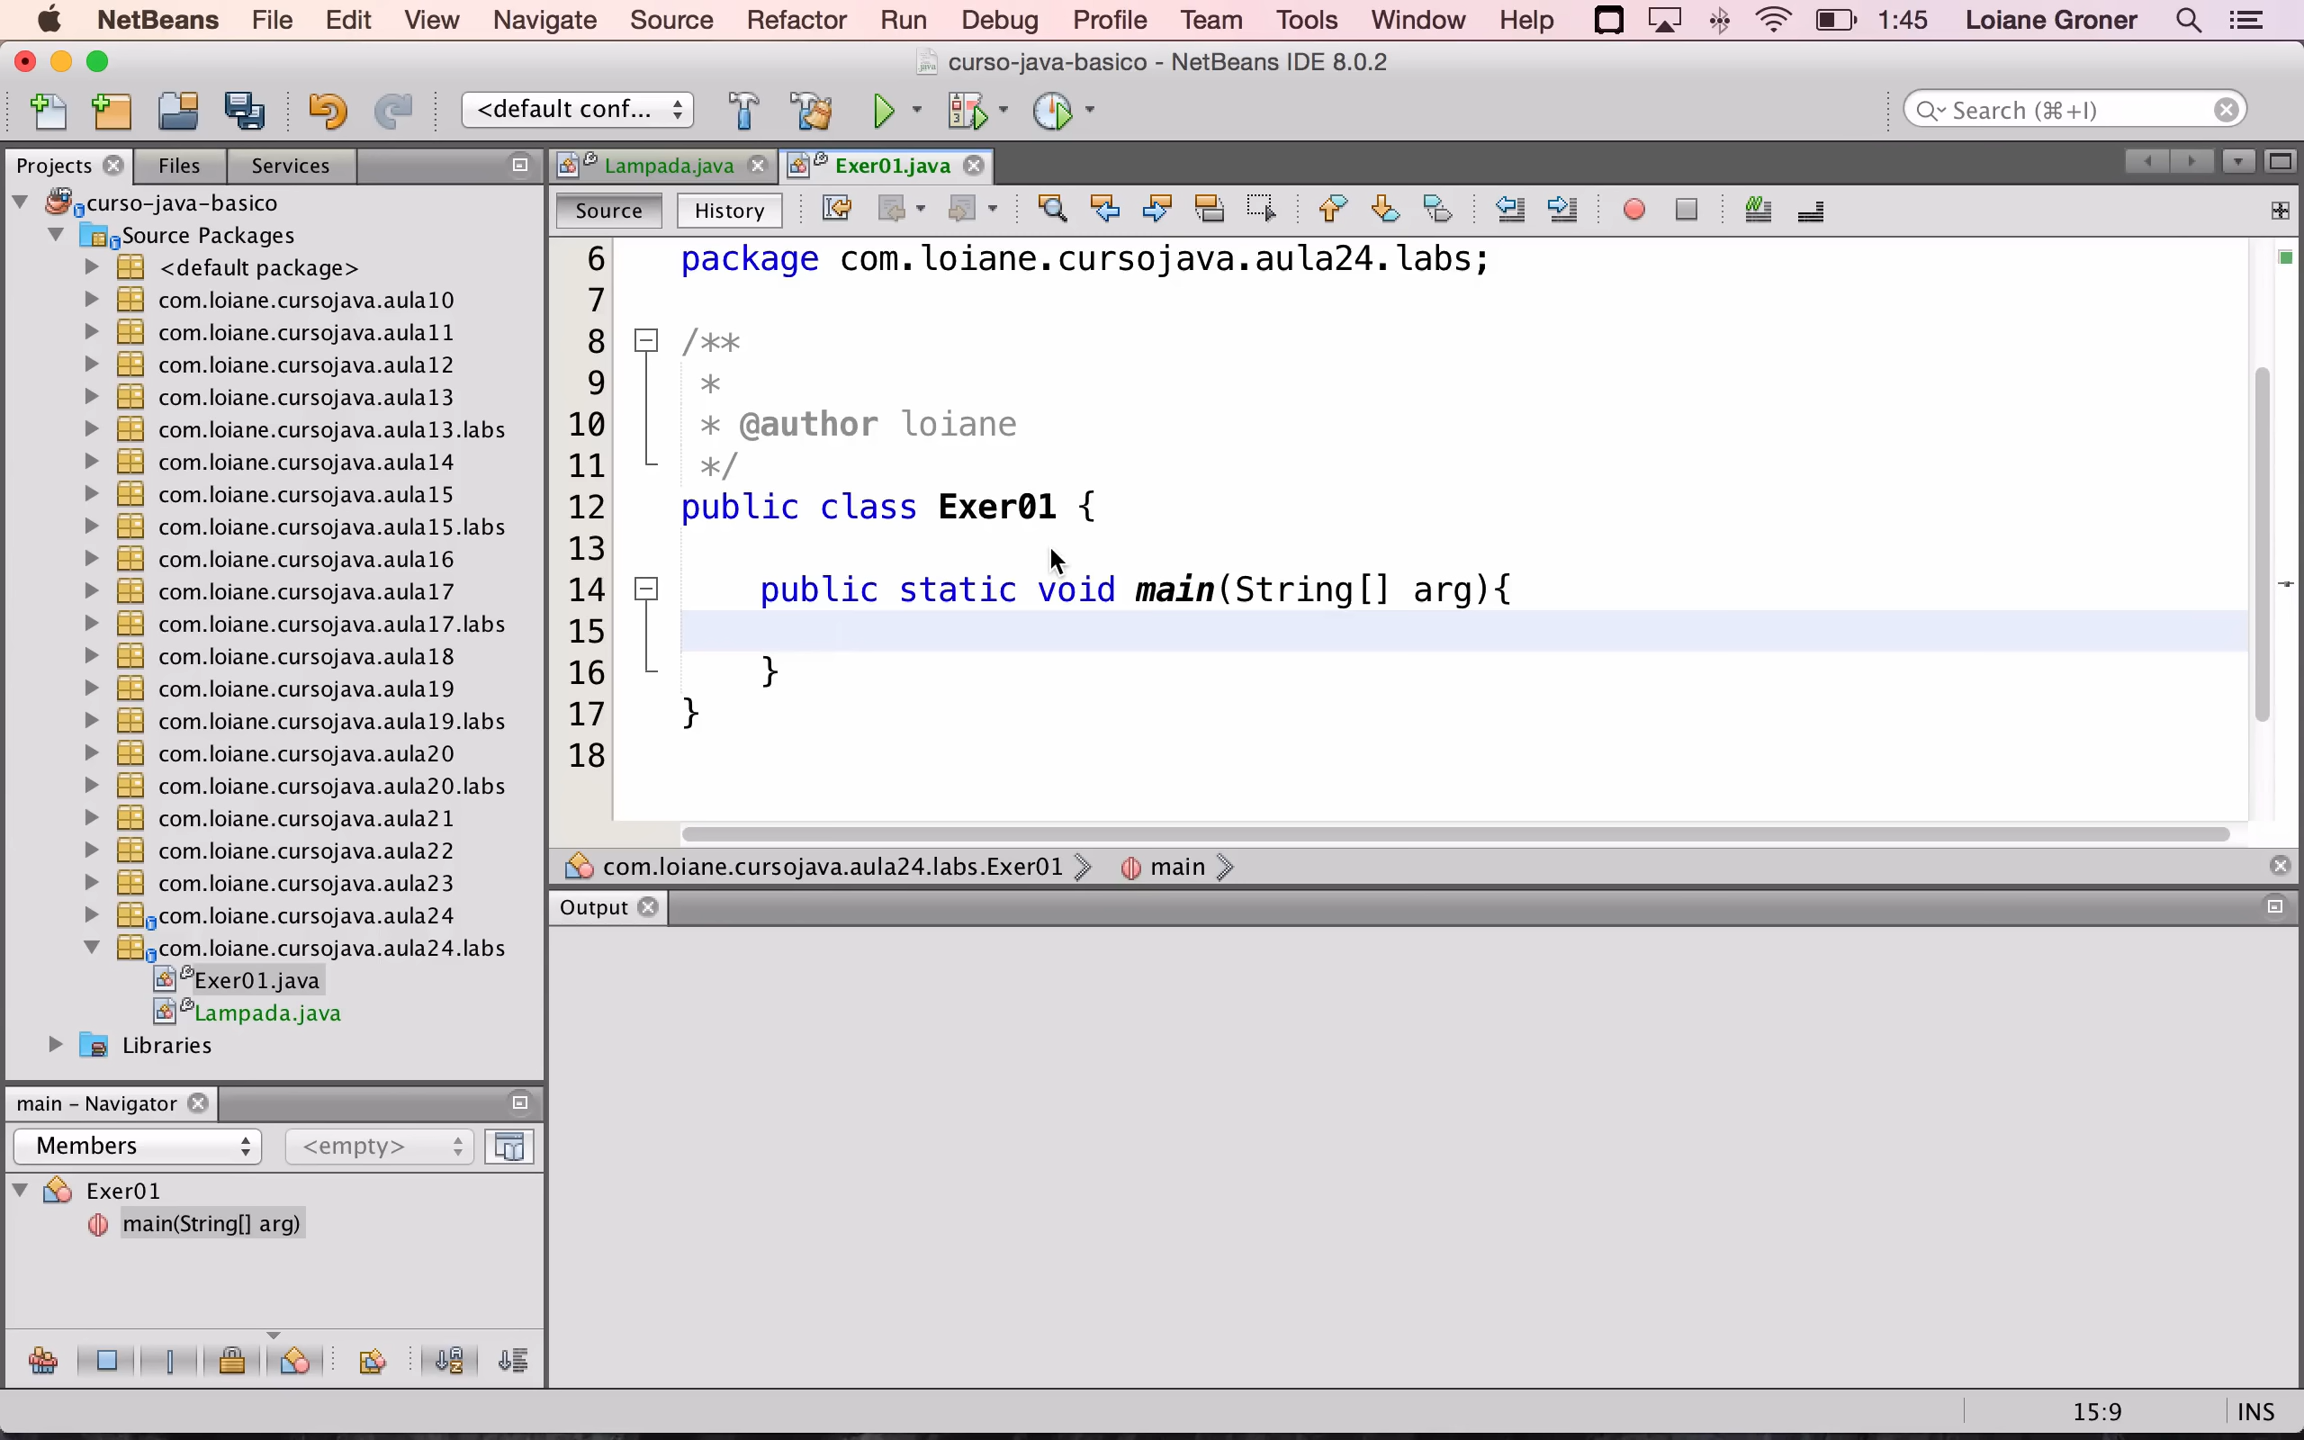 NetBeans File Edit View Navigate Source Refactor Run Debug Profile Team Tools Window Help 1:45 Loiane Groner
curso-java-basico - NetBeans IDE 8.0.2
<default conf... Search (⌘+I)
Projects Files Services
Lampada.java Exer01.java
Source History
curso-java-basico
Source Packages
<default package>
com.loiane.cursojava.aula10
com.loiane.cursojava.aula11
com.loiane.cursojava.aula12
com.loiane.cursojava.aula13
com.loiane.cursojava.aula13.labs
com.loiane.cursojava.aula14
com.loiane.cursojava.aula15
com.loiane.cursojava.aula15.labs
com.loiane.cursojava.aula16
com.loiane.cursojava.aula17
com.loiane.cursojava.aula17.labs
com.loiane.cursojava.aula18
com.loiane.cursojava.aula19
com.loiane.cursojava.aula19.labs
com.loiane.cursojava.aula20
com.loiane.cursojava.aula20.labs
com.loiane.cursojava.aula21
com.loiane.cursojava.aula22
com.loiane.cursojava.aula23
com.loiane.cursojava.aula24
com.loiane.cursojava.aula24.labs
Exer01.java
Lampada.java
Libraries
6 package com.loiane.cursojava.aula24.labs;
7
8 /**
9 *
10 * @author loiane
11 */
12 public class Exer01 {
13
14 public static void main(String[] arg){
15
16 }
17 }
18
com.loiane.cursojava.aula24.labs.Exer01 main
Output
main - Navigator
Members <empty>
Exer01
main(String[] arg)
15:9 INS